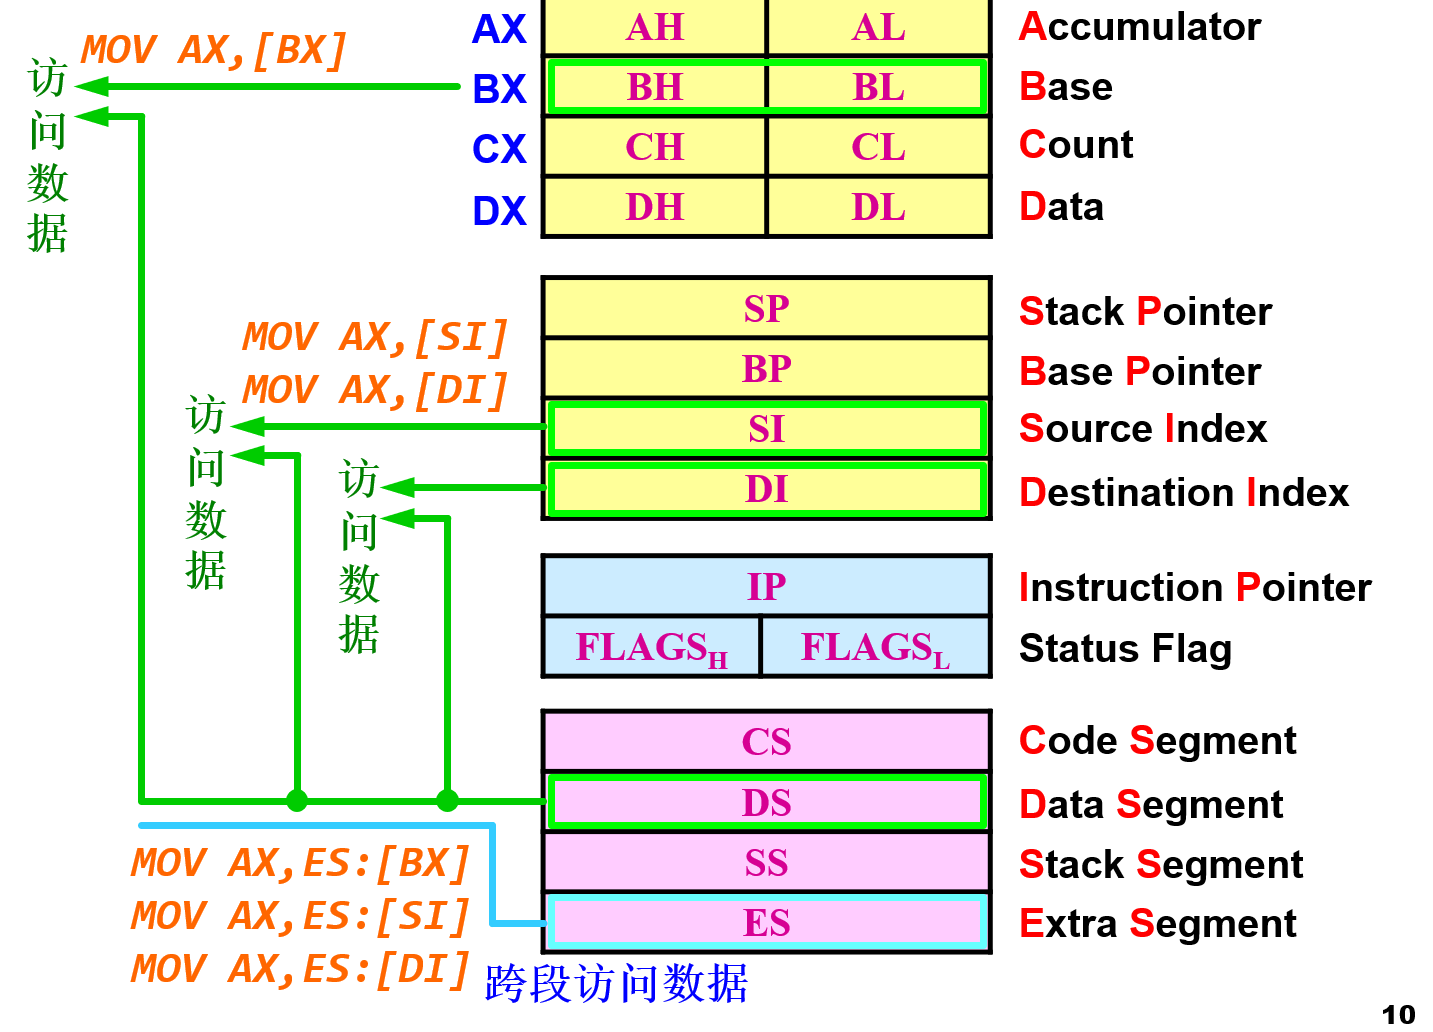 MOV AX,[BX]
访问数据
AX AH AL Accumulator
BX BH BL Base
CX CH CL Count
DX DH DL Data
MOV AX,[SI]
MOV AX,[DI]
访问数据
访问数据
SP Stack Pointer
BP Base Pointer
SI Source Index
DI Destination Index
IP Instruction Pointer
FLAGSH FLAGSL Status Flag
CS Code Segment
DS Data Segment
SS Stack Segment
ES Extra Segment
MOV AX,ES:[BX]
MOV AX,ES:[SI]
MOV AX,ES:[DI]
跨段访问数据
10